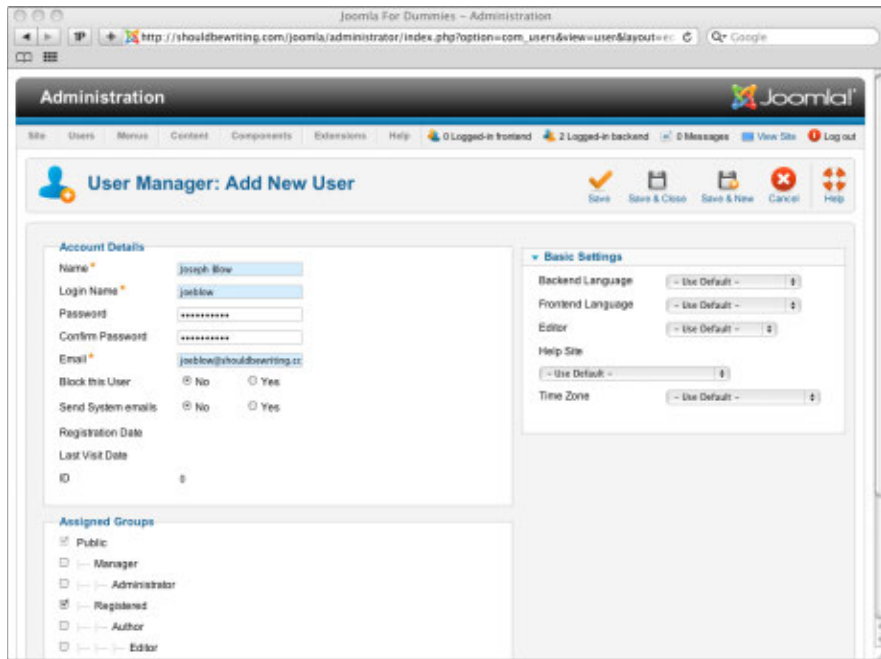 Joomla For Dummies – Administration
http://shouldbewriting.com/joomla/administrator/index.php?option=com_users&view=user&layout=ec
Google
Administration
Joomla!
Site Users Menus Content Components Extensions Help 0 Logged-in frontend 2 Logged-in backend 0 Messages View Site Log out
User Manager: Add New User
Save Save & Close Save & New Cancel Help
Account Details
Name * Joseph Blow
Login Name * joeblow
Password ••••••••••
Confirm Password ••••••••••
Email * joeblow@shouldbewriting.cc
Block this User No Yes
Send System emails No Yes
Registration Date
Last Visit Date
ID 0
Basic Settings
Backend Language - Use Default -
Frontend Language - Use Default -
Editor - Use Default -
Help Site
- Use Default -
Time Zone - Use Default -
Assigned Groups
Public
|— Manager
|— |— Administrator
|— Registered
|— |— Author
|— |— |— Editor